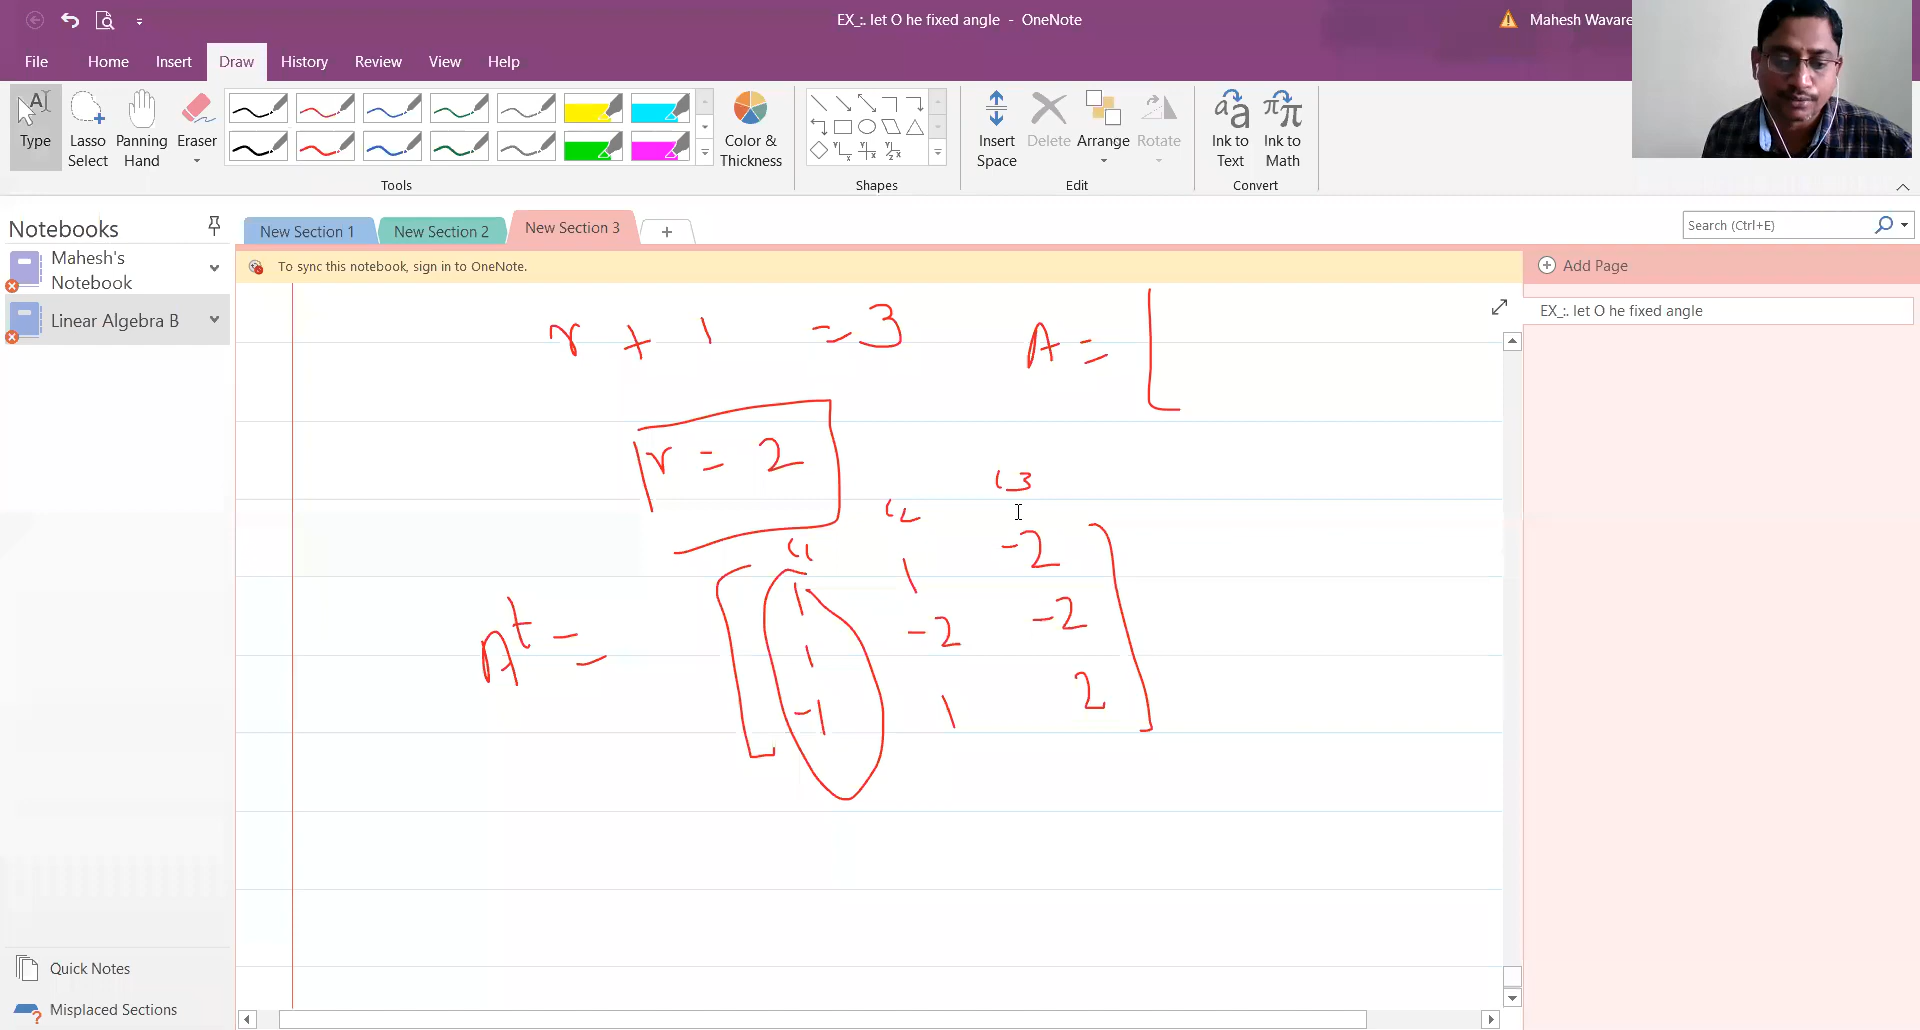 EX_:. let O he fixed angle - OneNote
Mahesh Wavare
File Home Insert Draw History Review View Help
Type
Lasso Select
Panning Hand
Eraser
Color & Thickness
Insert Space
Delete
Arrange
Rotate
Ink to Text
Ink to Math
Tools
Shapes
Edit
Convert
Notebooks
New Section 1
New Section 2
New Section 3
Search (Ctrl+E)
Mahesh's Notebook
Linear Algebra B
To sync this notebook, sign in to OneNote.
Add Page
EX_:. let O he fixed angle
r + 1 = 3 A = [
r = 2
C1 C2 C3
1 1 -2
A^t = 1 -2 -2
-1 1 2
Quick Notes
Misplaced Sections